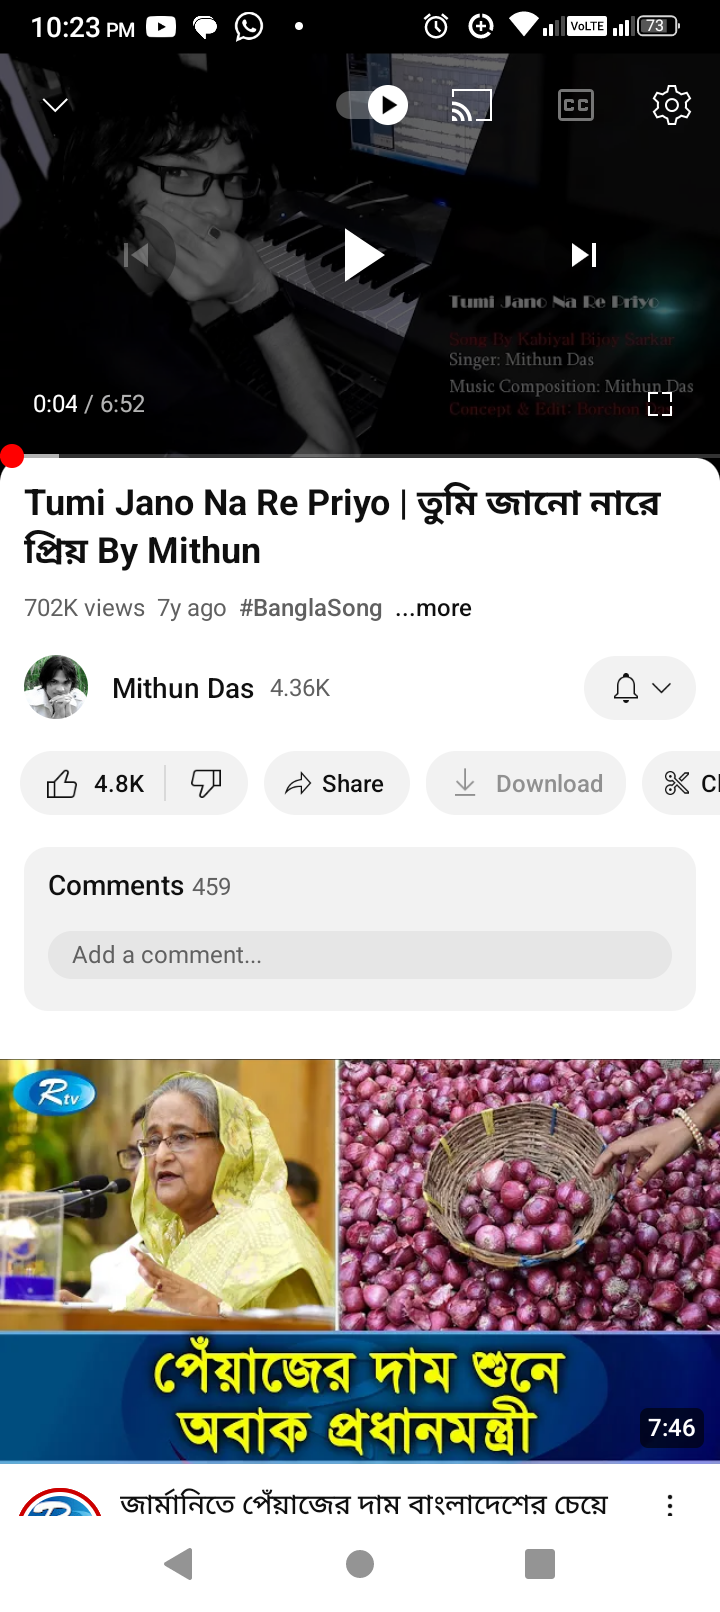 10:23 PM
VoLTE
73
CC
Tumi Jano Na Re Priyo
Song By Kabiyal Bijoy Sarkar
Singer: Mithun Das
Music Composition: Mithun Das
Concept & Edit: Borchon
0:04 / 6:52
Tumi Jano Na Re Priyo | তুমি জানো নারে
প্রিয় By Mithun
702K views 7y ago #BanglaSong ...more
Mithun Das 4.36K
4.8K
Share
Download
Comments 459
Add a comment...
Rtv
পেঁয়াজের দাম শুনে
অবাক প্রধানমন্ত্রী
7:46
জার্মানিতে পেঁয়াজের দাম বাংলাদেশের চেয়ে